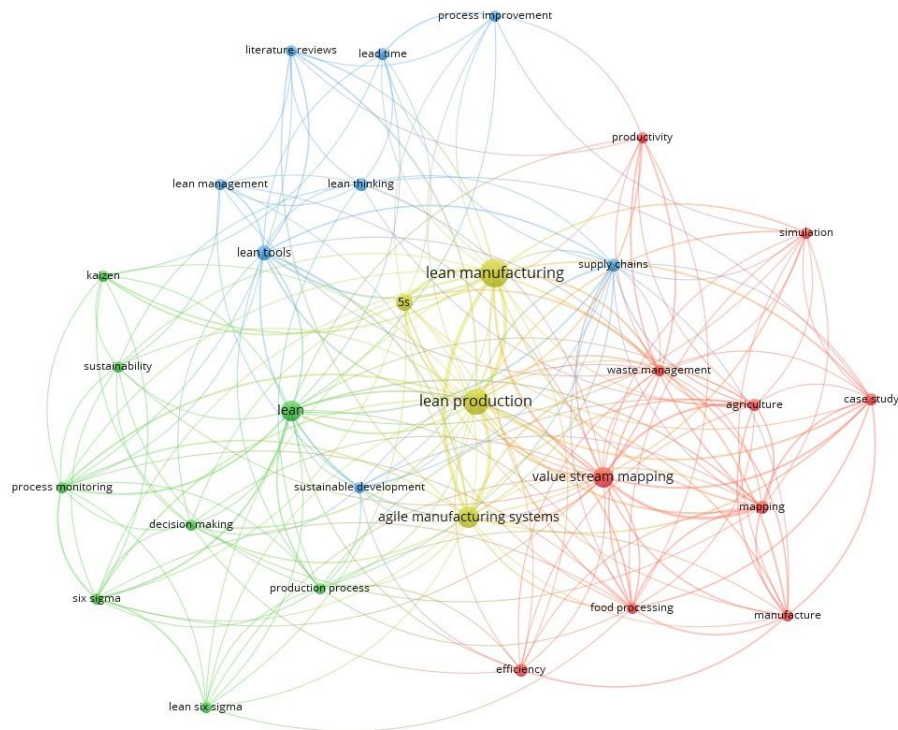 process improvement
literature reviews
lead time
productivity
lean management
lean thinking
simulation
lean tools
supply chains
lean manufacturing
kaizen
5s
sustainability
waste management
lean production
agriculture
case study
lean
value stream mapping
process monitoring
sustainable development
mapping
decision making
agile manufacturing systems
production process
six sigma
food processing
manufacture
efficiency
lean six sigma